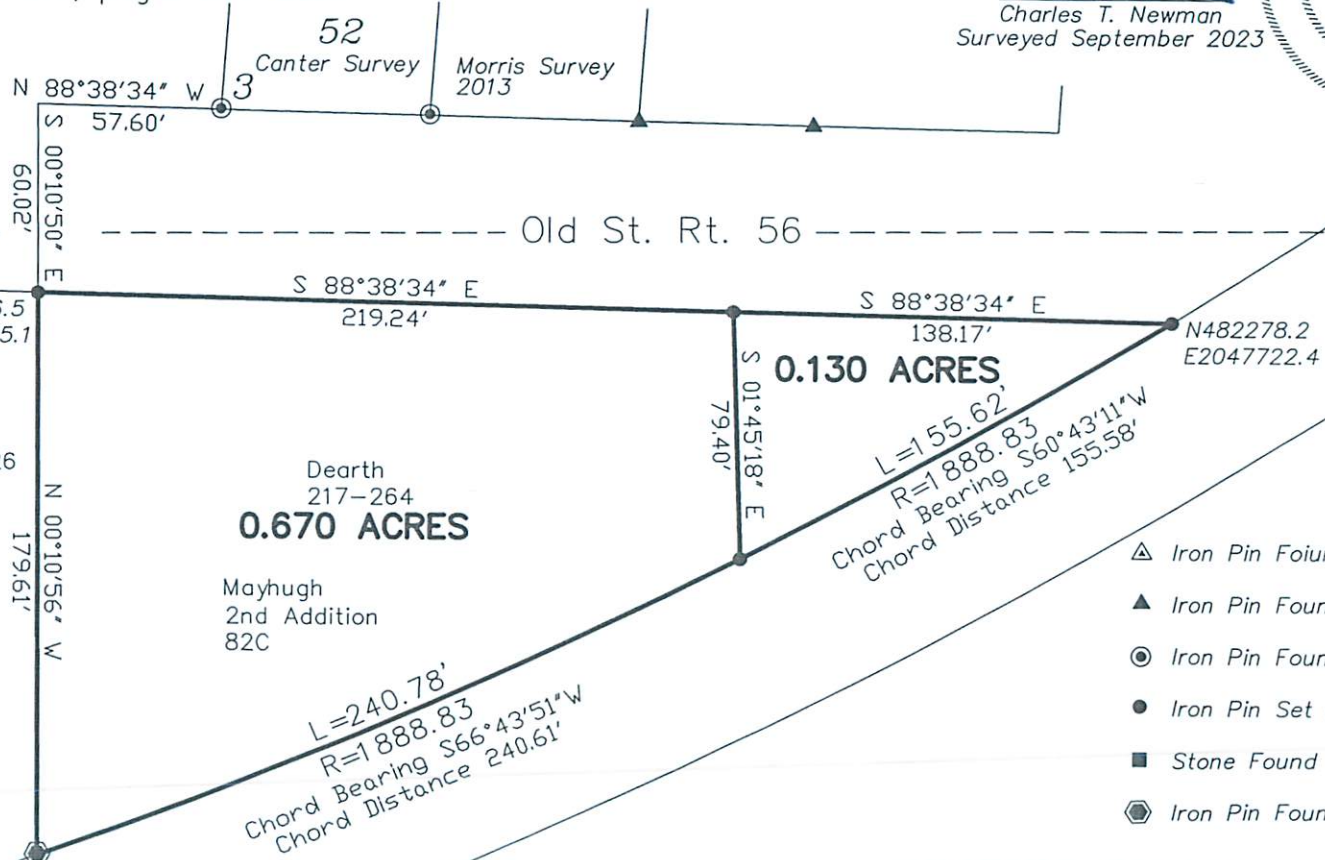 Charles T. Newman
Surveyed September 2023
52
Canter Survey
Morris Survey
2013
N 88°38'34" W
3
57.60'
S 00°10'50" E
60.02'
Old St. Rt. 56
S 88°38'34" E
219.24'
S 88°38'34" E
138.17'
N482278.2
E2047722.4
0.130 ACRES
S 01°45'18" E
79.40'
L=155.62'
R=1888.83
Chord Bearing S60°43'11"W
Chord Distance 155.58'
Dearth
217-264
0.670 ACRES
N 00°10'56" W
179.61'
Mayhugh
2nd Addition
82C
L=240.78'
R=1888.83
Chord Bearing S66°43'51"W
Chord Distance 240.61'
Iron Pin Foiu
Iron Pin Foun
Iron Pin Foun
Iron Pin Set
Stone Found
Iron Pin Foun